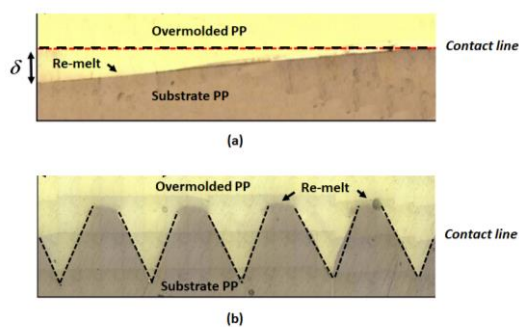 Overmolded PP
Contact line
δ
Re-melt
Substrate PP
(a)
Overmolded PP
Re-melt
Contact line
Substrate PP
(b)